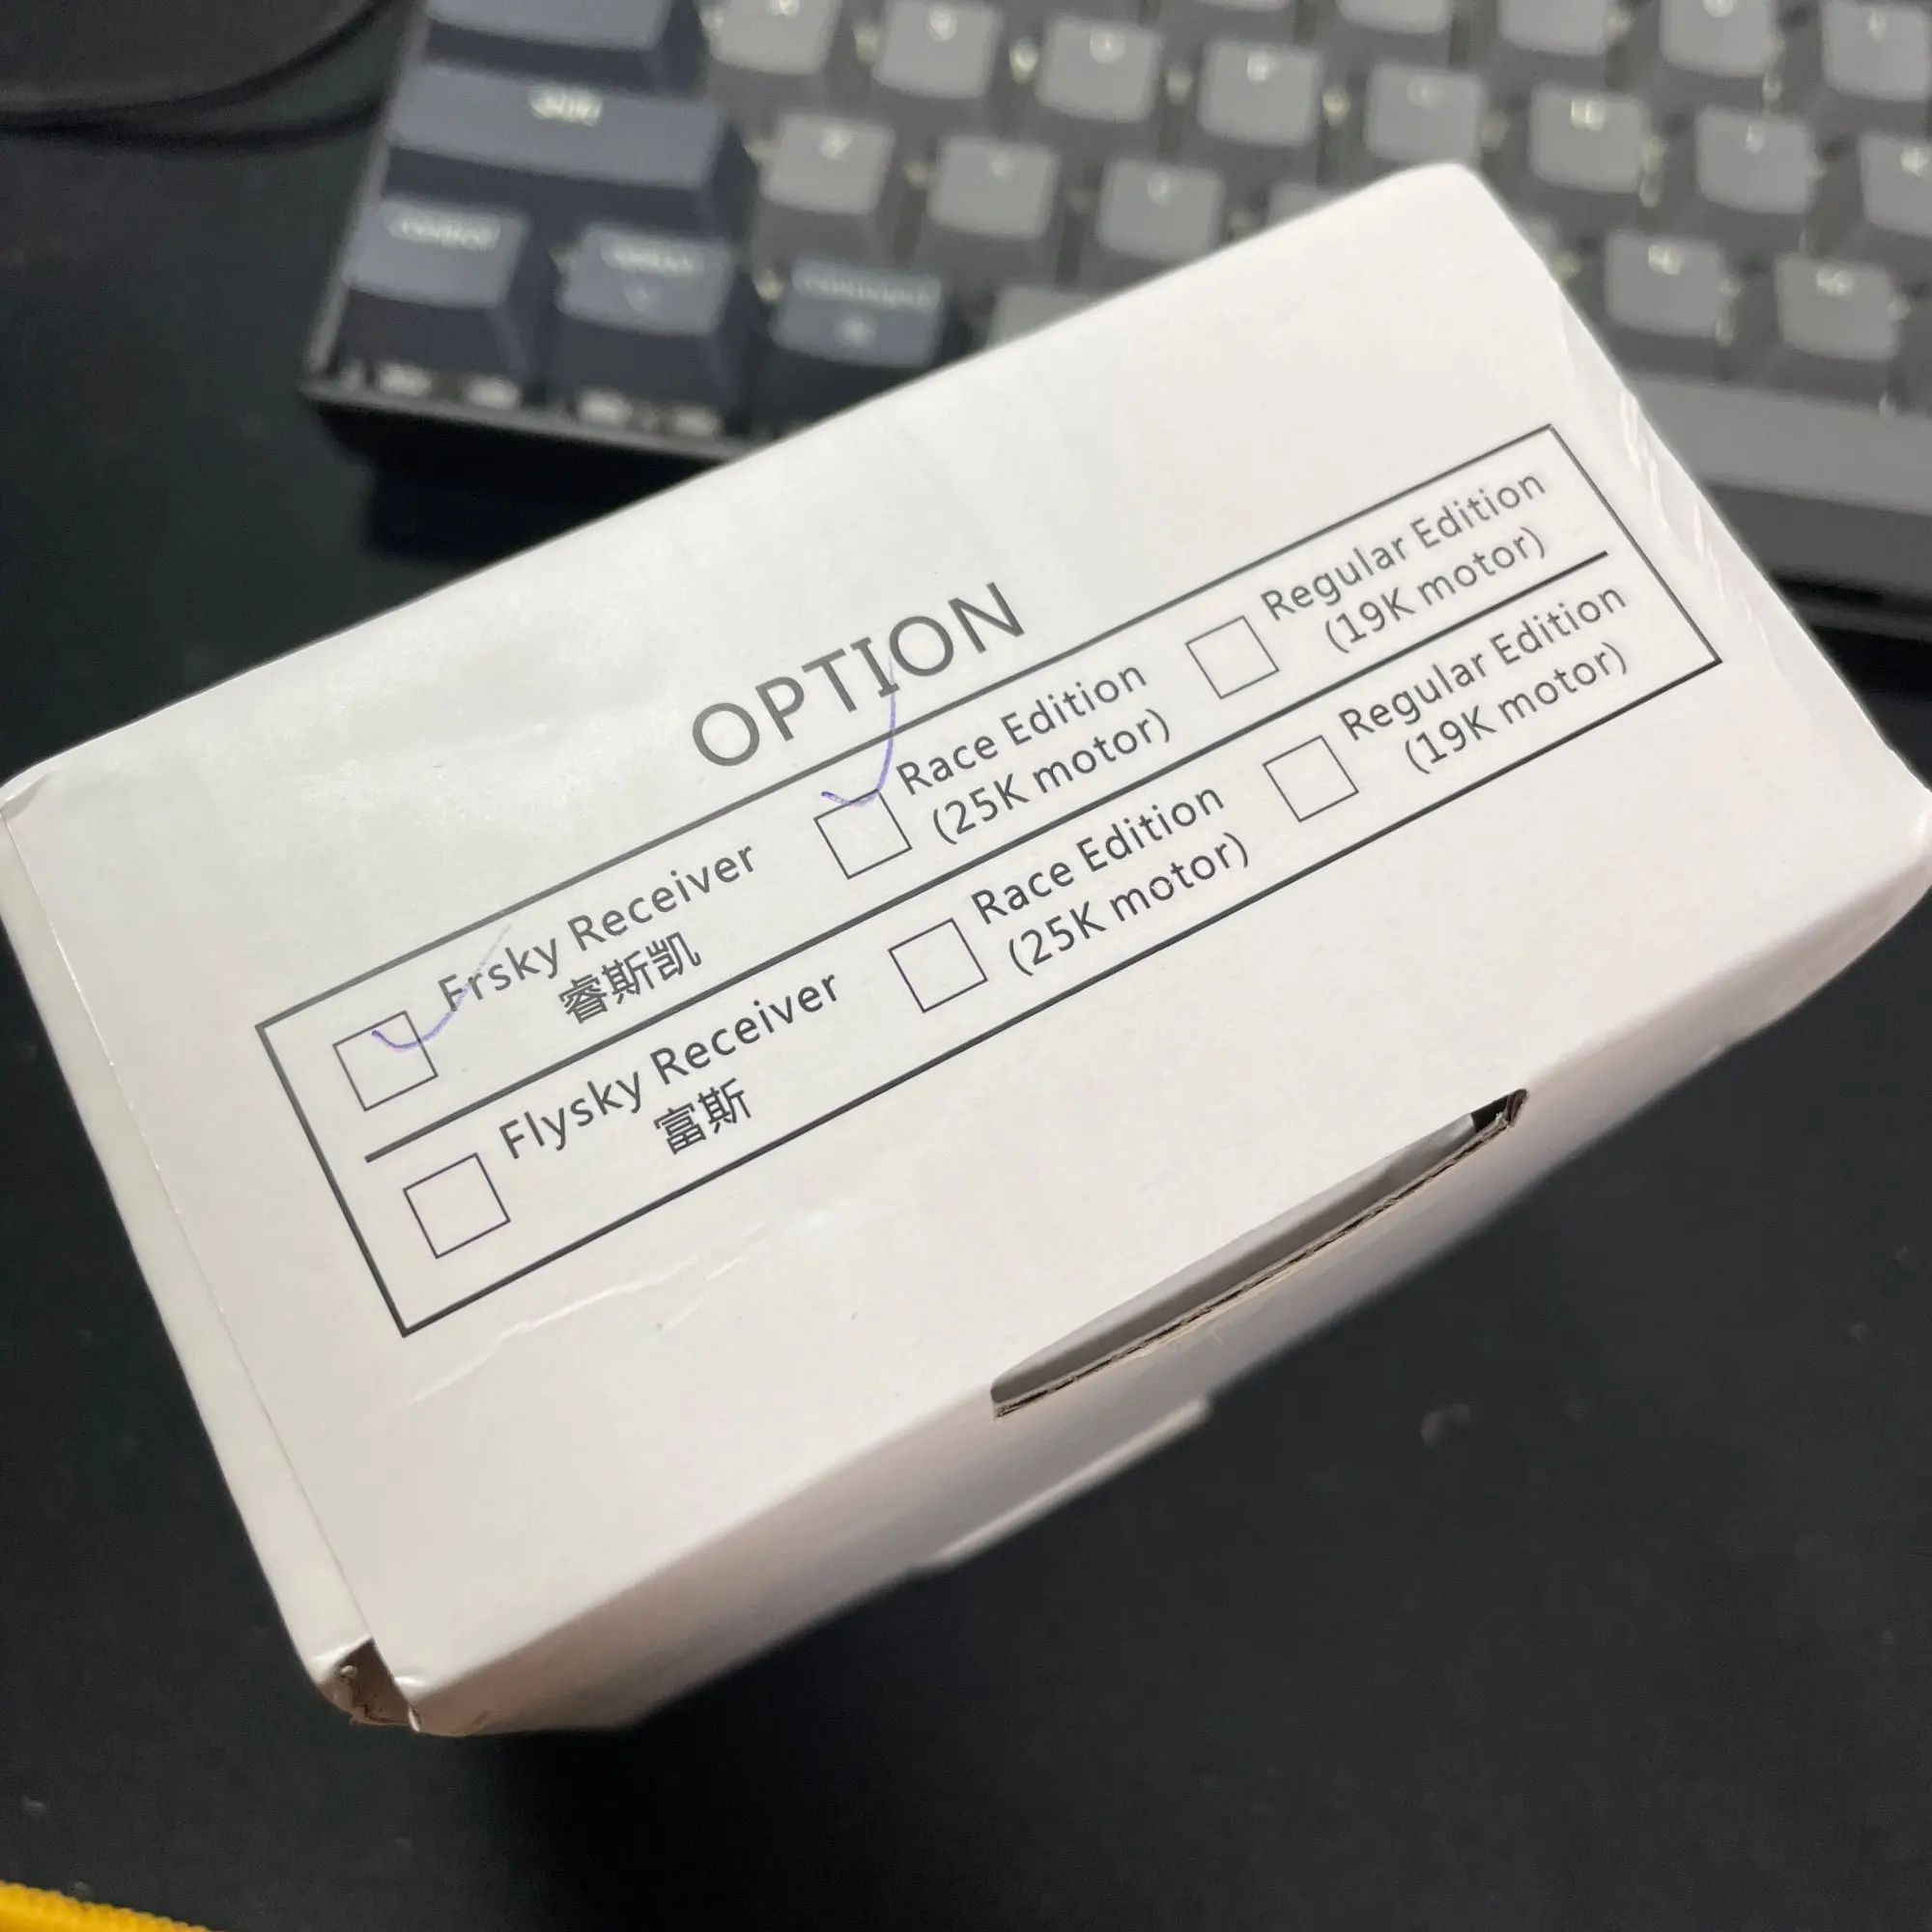 OPTION
Frsky Receiver
睿斯凯
Race Edition
(25K motor)
Regular Edition
(19K motor)
Flysky Receiver
富斯
Race Edition
(25K motor)
Regular Edition
(19K motor)